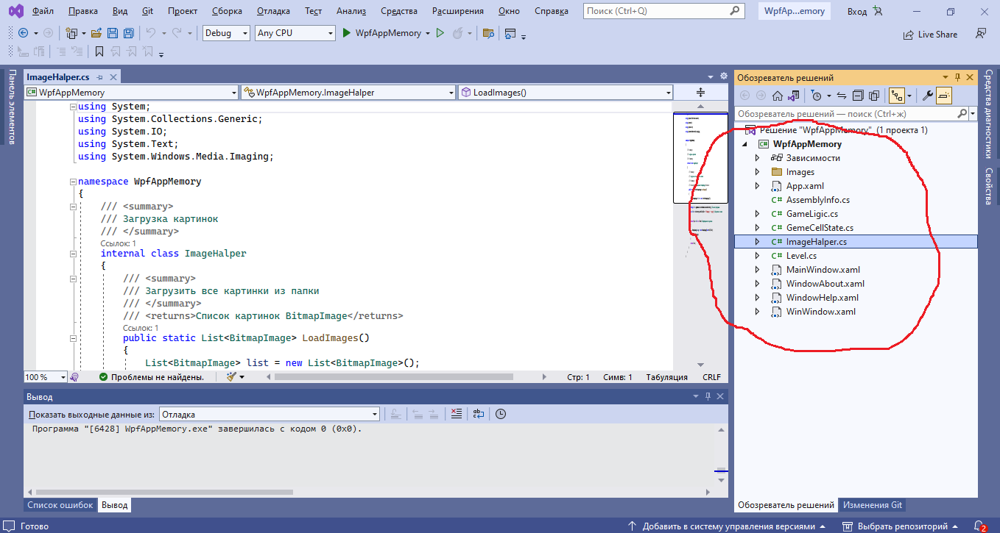 Файл Правка Вид Git Проект Сборка Отладка Тест Анализ Средства Расширения Окно Справка Поиск (Ctrl+Q) WpfAp...emory Вход
Debug Any CPU WpfAppMemory Live Share
Панель элементов
ImageHalper.cs
WpfAppMemory WpfAppMemory.ImageHalper LoadImages()
using System;
using System.Collections.Generic;
using System.IO;
using System.Text;
using System.Windows.Media.Imaging;
namespace WpfAppMemory
{
/// <summary>
/// Загрузка картинок
/// </summary>
Ссылок: 1
internal class ImageHalper
{
/// <summary>
/// Загрузить все картинки из папки
/// </summary>
/// <returns>Список картинок BitmapImage</returns>
Ссылок: 1
public static List<BitmapImage> LoadImages()
{
List<BitmapImage> list = new List<BitmapImage>();
100 % Проблемы не найдены. Стр: 1 Симв: 1 Табуляция CRLF
Вывод
Показать выходные данные из: Отладка
Программа "[6428] WpfAppMemory.exe" завершилась с кодом 0 (0x0).
Список ошибок Вывод
Обозреватель решений
Обозреватель решений — поиск (Ctrl+ж)
Решение "WpfAppMemory" (1 проекта 1)
C# WpfAppMemory
Зависимости
Images
App.xaml
C# AssemblyInfo.cs
C# GameLigic.cs
C# GemeCellState.cs
C# ImageHalper.cs
C# Level.cs
MainWindow.xaml
WindowAbout.xaml
WindowHelp.xaml
WinWindow.xaml
Обозреватель решений Изменения Git
Средства диагностики
Свойства
Готово Добавить в систему управления версиями Выбрать репозиторий 2